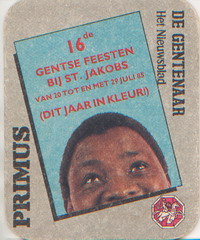 16de
GENTSE FEESTEN
BIJ ST. JAKOBS
VAN 20 TOT EN MET 29 JULI 85
(DIT JAAR IN KLEUR!)
DE GENTENAAR
Het Nieuwsblad
PRIMUS